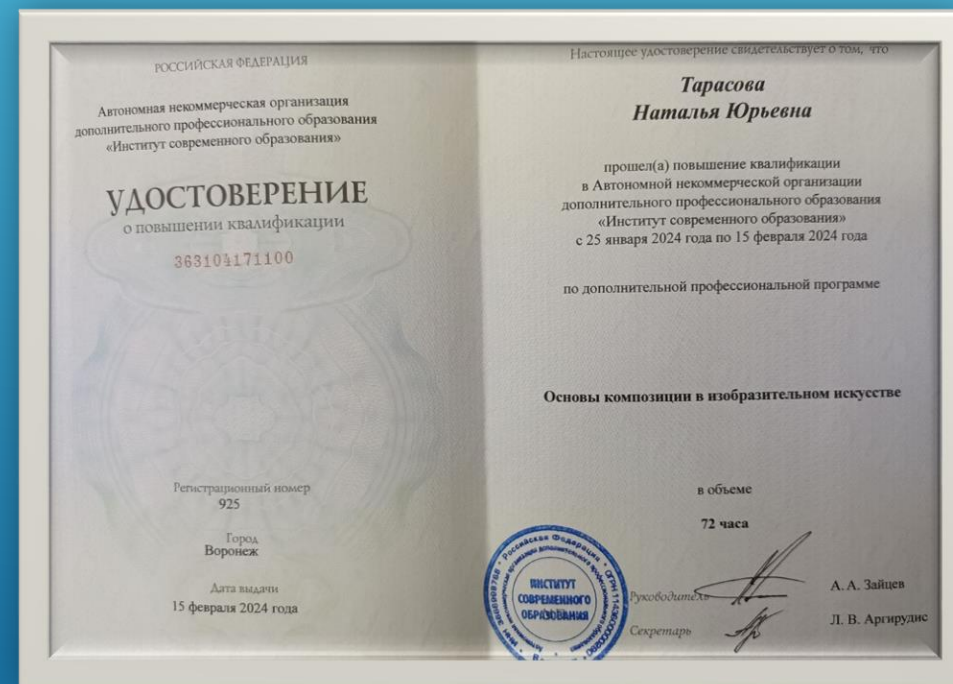 РОССИЙСКАЯ ФЕДЕРАЦИЯ
Автономная некоммерческая организация
дополнительного профессионального образования
«Институт современного образования»
УДОСТОВЕРЕНИЕ
о повышении квалификации
363104171100
Регистрационный номер
925
Город
Воронеж
Дата выдачи
15 февраля 2024 года
Настоящее удостоверение свидетельствует о том, что
Тарасова
Наталья Юрьевна
прошел(а) повышение квалификации
в Автономной некоммерческой организации
дополнительного профессионального образования
«Институт современного образования»
с 25 января 2024 года по 15 февраля 2024 года
по дополнительной профессиональной программе
Основы композиции в изобразительном искусстве
в объеме
72 часа
Руководитель
А. А. Зайцев
Секретарь
Л. В. Аргирудис
Российская Федерация
ИНСТИТУТ
СОВРЕМЕННОГО
ОБРАЗОВАНИЯ